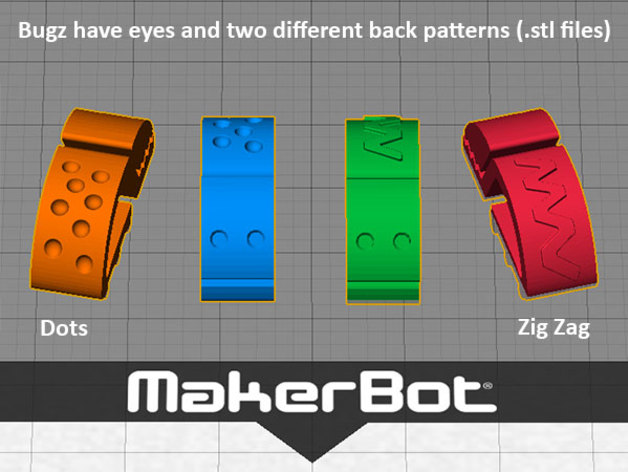 Bugz have eyes and two different back patterns (.stl files)
Dots
Zig Zag
MakerBot®